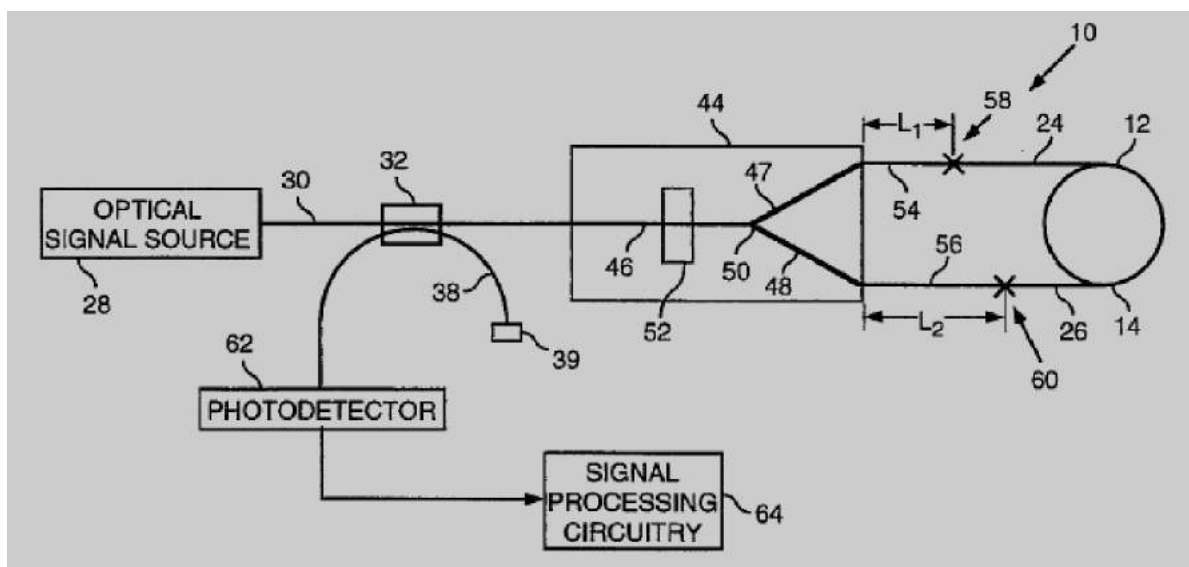 10
44
L₁
58
24
12
32
47
30
OPTICAL
SIGNAL SOURCE
54
46
50
56
38
48
28
52
L₂
26
14
39
60
62
PHOTODETECTOR
SIGNAL
PROCESSING
CIRCUITRY
64